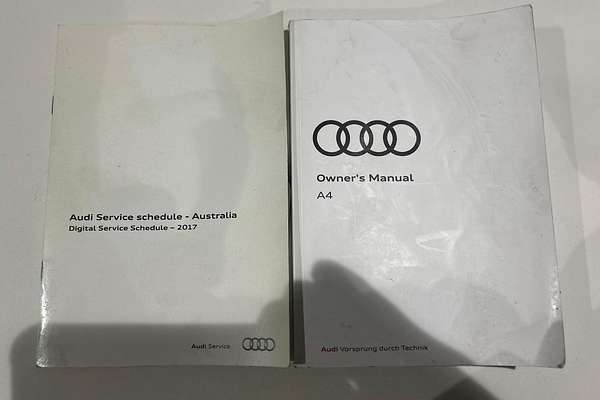 Audi Service schedule - Australia
Digital Service Schedule – 2017
Audi Service
Owner's Manual
A4
Audi Vorsprung durch Technik